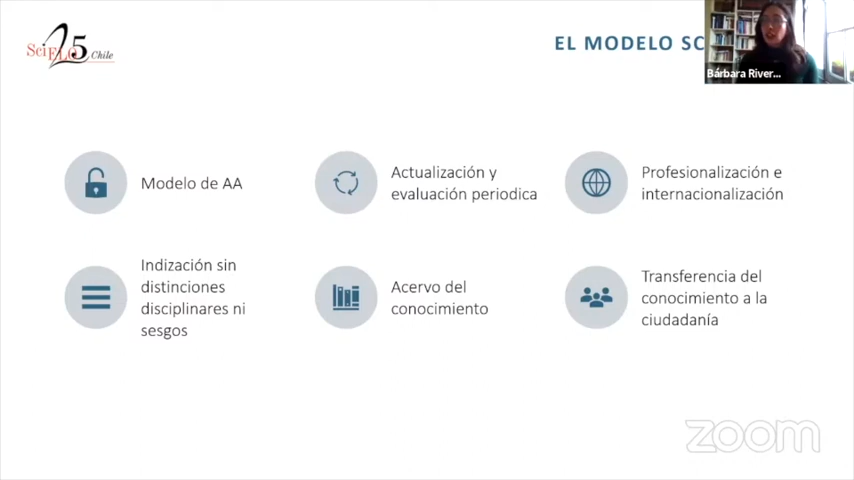 SciELO 25 Chile
EL MODELO SC
Bárbara River...
Modelo de AA
Actualización y
evaluación periodica
Profesionalización e
internacionalización
Indización sin
distinciones
disciplinares ni
sesgos
Acervo del
conocimiento
Transferencia del
conocimiento a la
ciudadanía
zoom